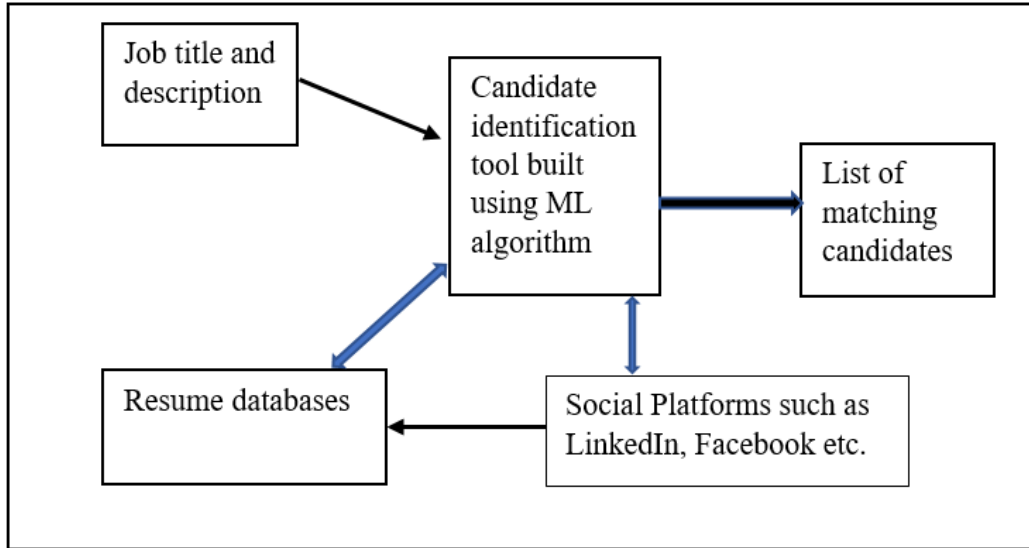 Job title and
description
Candidate
identification
tool built
using ML
algorithm
List of
matching
candidates
Resume databases
Social Platforms such as
LinkedIn, Facebook etc.